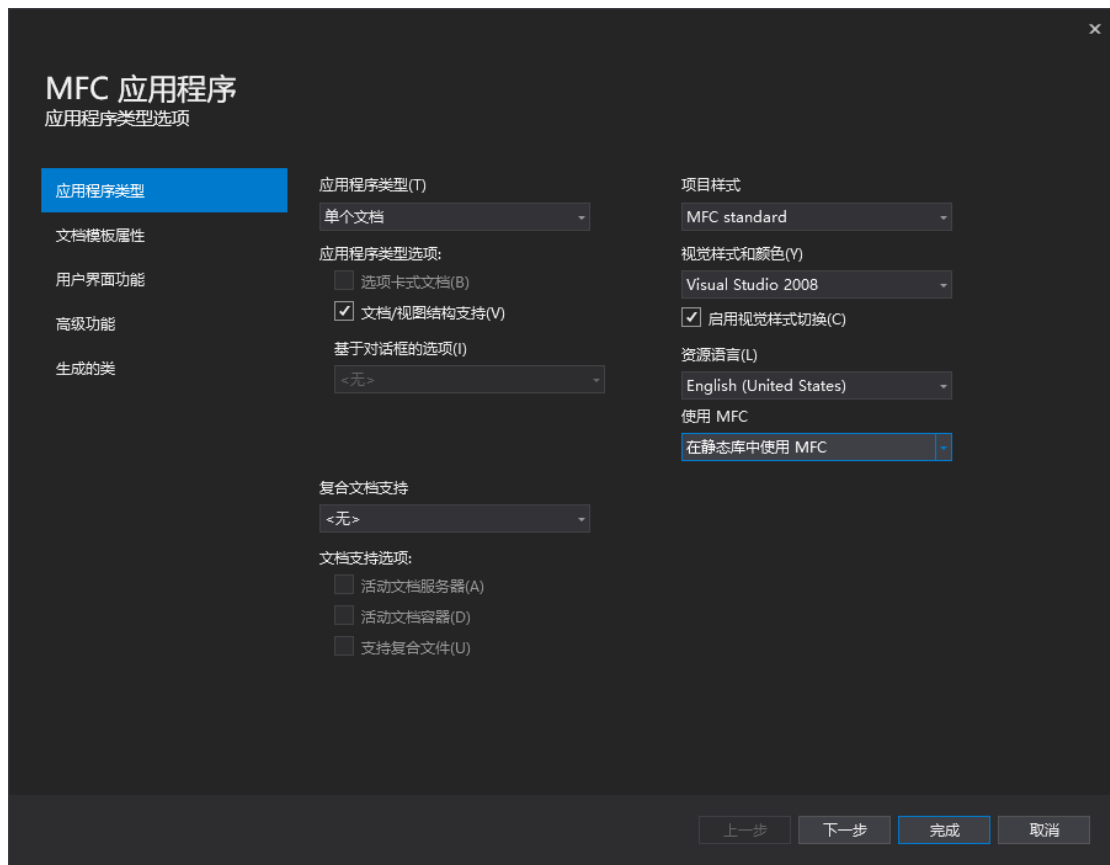 MFC 应用程序
应用程序类型选项
应用程序类型
文档模板属性
用户界面功能
高级功能
生成的类
应用程序类型(T)
单个文档
应用程序类型选项:
选项卡式文档(B)
文档/视图结构支持(V)
基于对话框的选项(I)
<无>
复合文档支持
<无>
文档支持选项:
活动文档服务器(A)
活动文档容器(D)
支持复合文件(U)
项目样式
MFC standard
视觉样式和颜色(Y)
Visual Studio 2008
启用视觉样式切换(C)
资源语言(L)
English (United States)
使用 MFC
在静态库中使用 MFC
上一步
下一步
完成
取消